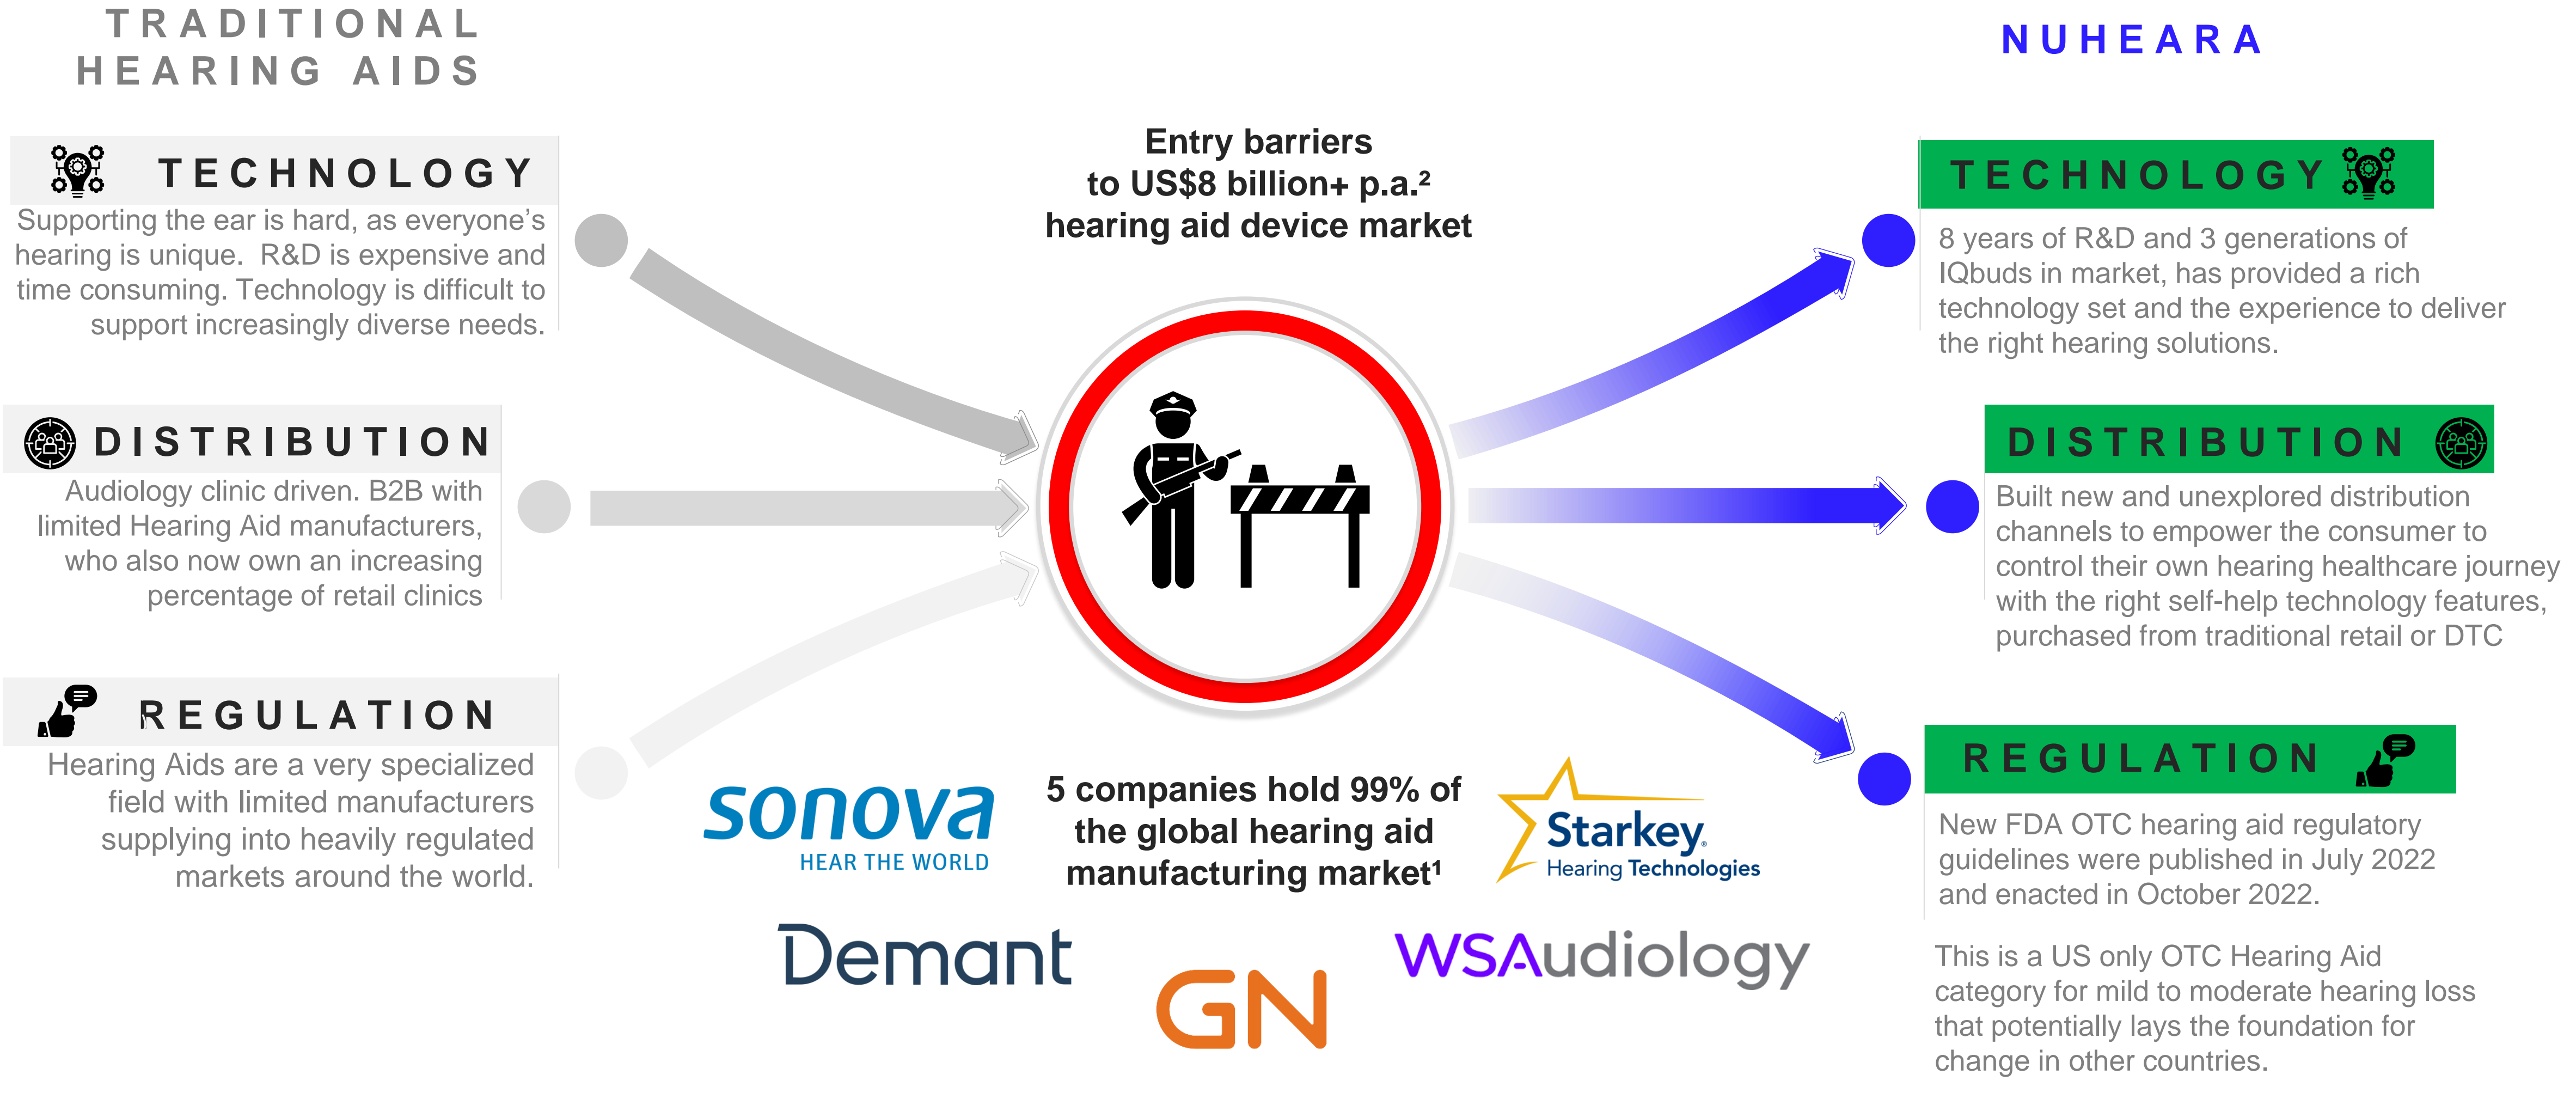 TRADITIONAL
HEARING AIDS
TECHNOLOGY
Supporting the ear is hard, as everyone’s
hearing is unique. R&D is expensive and
time consuming. Technology is difficult to
support increasingly diverse needs.
DISTRIBUTION
Audiology clinic driven. B2B with
limited Hearing Aid manufacturers,
who also now own an increasing
percentage of retail clinics
REGULATION
Hearing Aids are a very specialized
field with limited manufacturers
supplying into heavily regulated
markets around the world.
Entry barriers
to US$8 billion+ p.a.²
hearing aid device market
5 companies hold 99% of
the global hearing aid
manufacturing market¹
sonova
HEAR THE WORLD
Starkey®
Hearing Technologies
Demant
GN
WSAudiology
NUHEARA
TECHNOLOGY
8 years of R&D and 3 generations of
IQbuds in market, has provided a rich
technology set and the experience to deliver
the right hearing solutions.
DISTRIBUTION
Built new and unexplored distribution
channels to empower the consumer to
control their own hearing healthcare journey
with the right self-help technology features,
purchased from traditional retail or DTC
REGULATION
New FDA OTC hearing aid regulatory
guidelines were published in July 2022
and enacted in October 2022.
This is a US only OTC Hearing Aid
category for mild to moderate hearing loss
that potentially lays the foundation for
change in other countries.